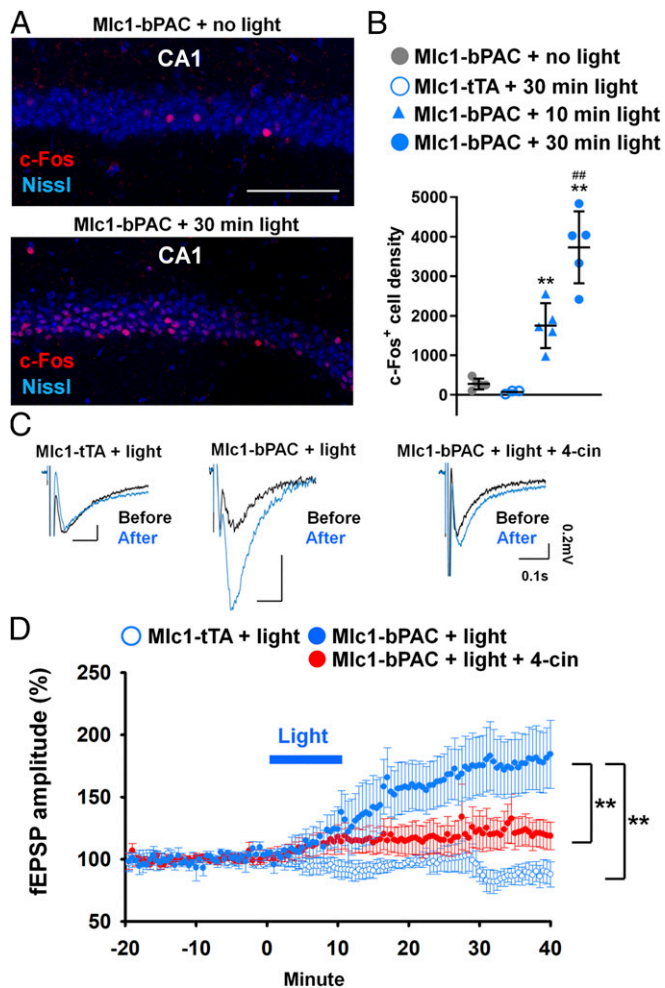 A
Mlc1-bPAC + no light
CA1
c-Fos
Nissl
Mlc1-bPAC + 30 min light
CA1
c-Fos
Nissl
B
Mlc1-bPAC + no light
Mlc1-tTA + 30 min light
Mlc1-bPAC + 10 min light
Mlc1-bPAC + 30 min light
##
**
**
c-Fos+ cell density
5000
4000
3000
2000
1000
0
C
Mlc1-tTA + light
Before
After
Mlc1-bPAC + light
Before
After
Mlc1-bPAC + light + 4-cin
Before
After
0.2mV
0.1s
D
Mlc1-tTA + light
Mlc1-bPAC + light
Mlc1-bPAC + light + 4-cin
fEPSP amplitude (%)
250
200
150
100
50
Light
**
**
-20 -10 0 10 20 30 40
Minute